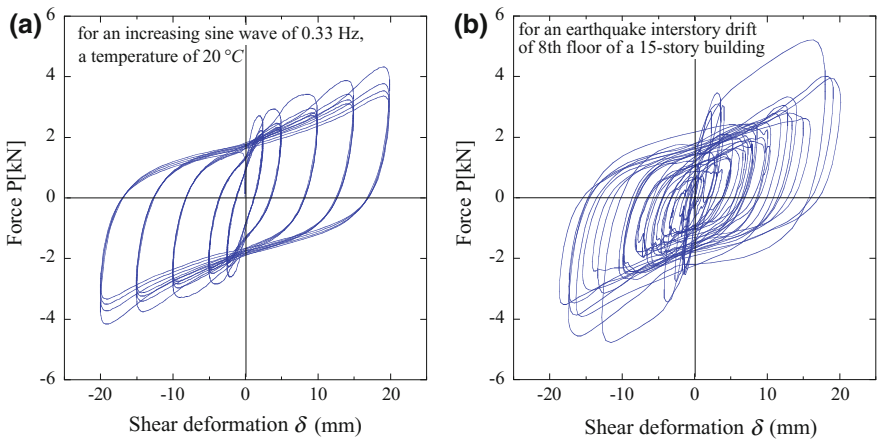 (a)
for an increasing sine wave of 0.33 Hz,
a temperature of 20 °C
6
4
2
0
-2
-4
-6
Force P[kN]
-20 -10 0 10 20
Shear deformation δ (mm)
(b)
for an earthquake interstory drift
of 8th floor of a 15-story building
6
4
2
0
-2
-4
-6
Force P[kN]
-20 -10 0 10 20
Shear deformation δ (mm)